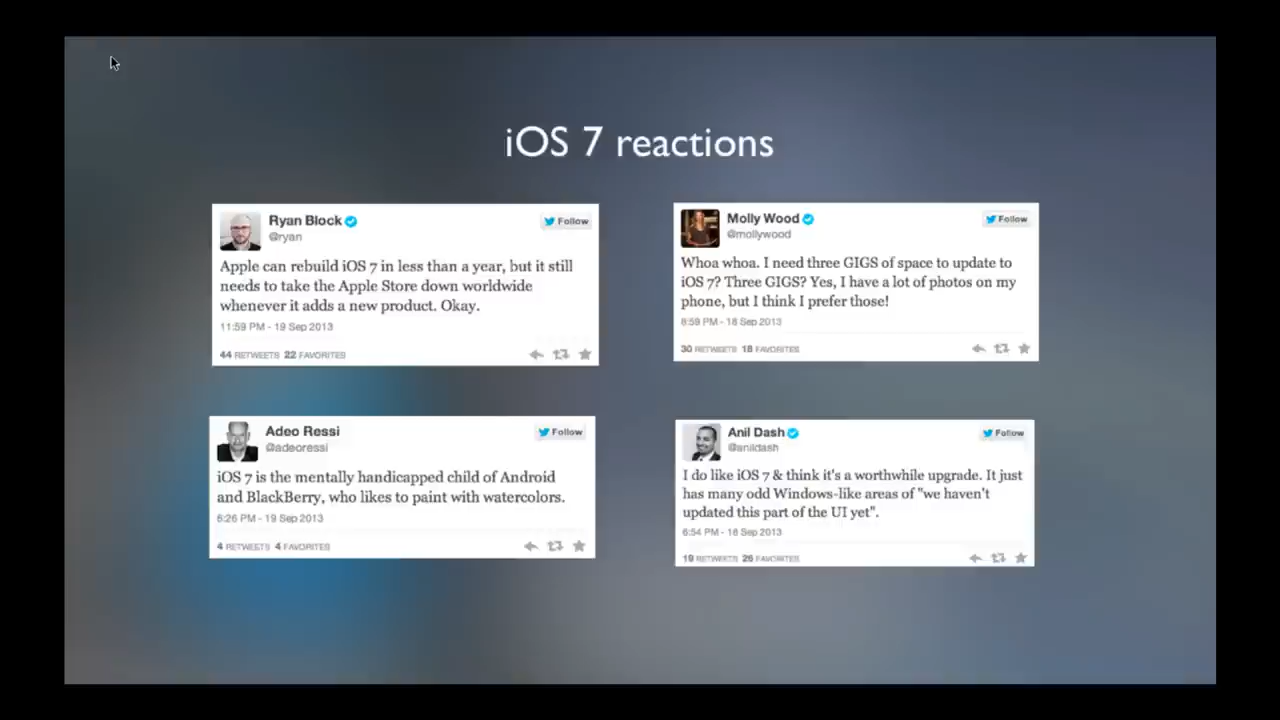 iOS 7 reactions
Ryan Block
Follow
@ryan
Apple can rebuild iOS 7 in less than a year, but it still
needs to take the Apple Store down worldwide
whenever it adds a new product. Okay.
11:59 PM - 19 Sep 2013
44 RETWEETS 22 FAVORITES
Molly Wood
Follow
@mollywood
Whoa whoa. I need three GIGS of space to update to
iOS 7? Three GIGS? Yes, I have a lot of photos on my
phone, but I think I prefer those!
8:59 PM - 18 Sep 2013
30 RETWEETS 18 FAVORITES
Adeo Ressi
Follow
@adeoressi
iOS 7 is the mentally handicapped child of Android
and BlackBerry, who likes to paint with watercolors.
6:26 PM - 19 Sep 2013
4 RETWEETS 4 FAVORITES
Anil Dash
Follow
@anildash
I do like iOS 7 & think it's a worthwhile upgrade. It just
has many odd Windows-like areas of "we haven't
updated this part of the UI yet".
6:54 PM - 18 Sep 2013
19 RETWEETS 26 FAVORITES